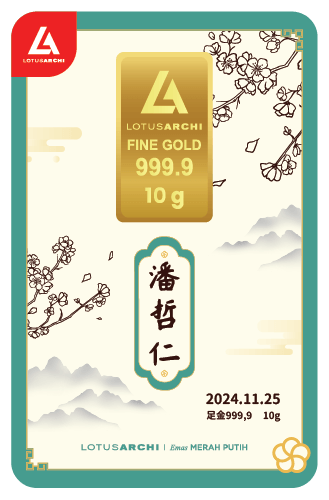 LOTUSARCHI
LOTUSARCHI
FINE GOLD
999.9
10 g
潘哲仁
2024.11.25
足金999,9 10g
LOTUSARCHI | Emas MERAH PUTIH